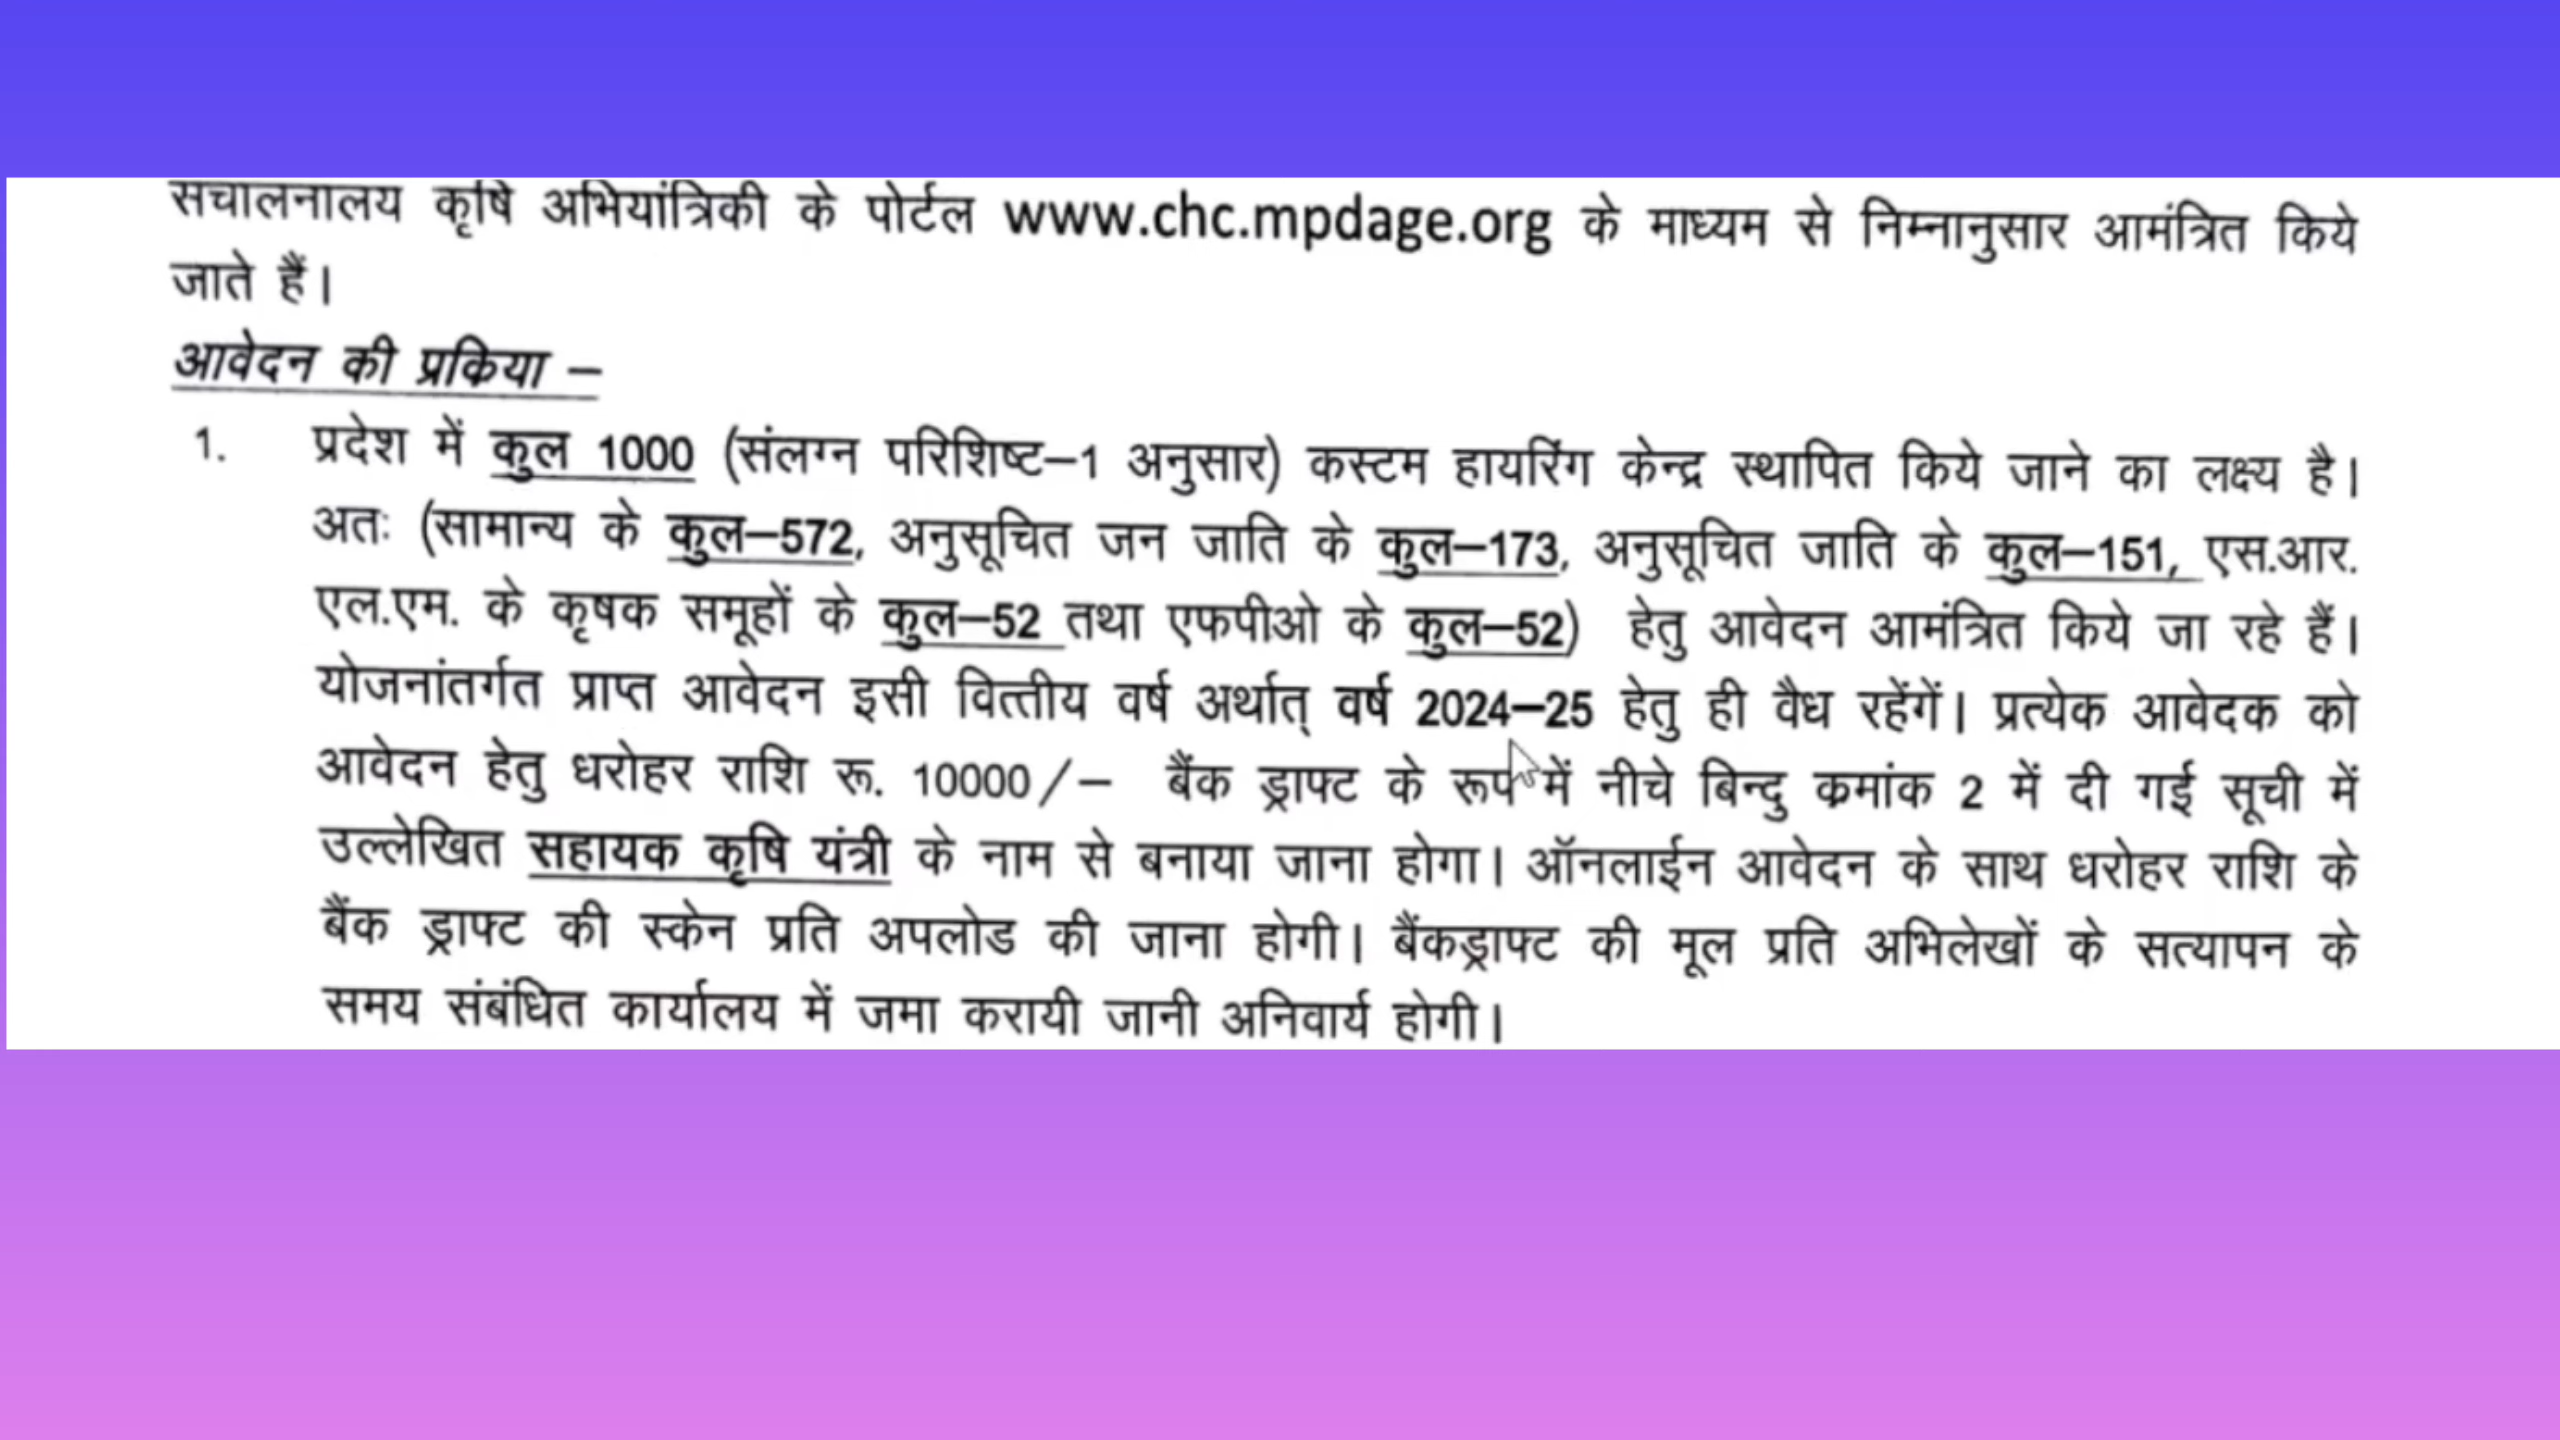 सचालनालय कृषि अभियांत्रिकी के पोर्टल www.chc.mpdage.org के माध्यम से निम्नानुसार आमंत्रित किये
जाते हैं।
आवेदन की प्रकिया –
1. प्रदेश में कुल 1000 (संलग्न परिशिष्ट–1 अनुसार) कस्टम हायरिंग केन्द्र स्थापित किये जाने का लक्ष्य है।
अतः (सामान्य के कुल–572, अनुसूचित जन जाति के कुल–173, अनुसूचित जाति के कुल–151, एस.आर.
एल.एम. के कृषक समूहों के कुल–52 तथा एफपीओ के कुल–52) हेतु आवेदन आमंत्रित किये जा रहे हैं।
योजनांतर्गत प्राप्त आवेदन इसी वित्तीय वर्ष अर्थात् वर्ष 2024–25 हेतु ही वैध रहेंगें। प्रत्येक आवेदक को
आवेदन हेतु धरोहर राशि रू. 10000/– बैंक ड्राफ्ट के रूप में नीचे बिन्दु कमांक 2 में दी गई सूची में
उल्लेखित सहायक कृषि यंत्री के नाम से बनाया जाना होगा। ऑनलाईन आवेदन के साथ धरोहर राशि के
बैंक ड्राफ्ट की स्केन प्रति अपलोड की जाना होगी। बैंकड्राफ्ट की मूल प्रति अभिलेखों के सत्यापन के
समय संबंधित कार्यालय में जमा करायी जानी अनिवार्य होगी।